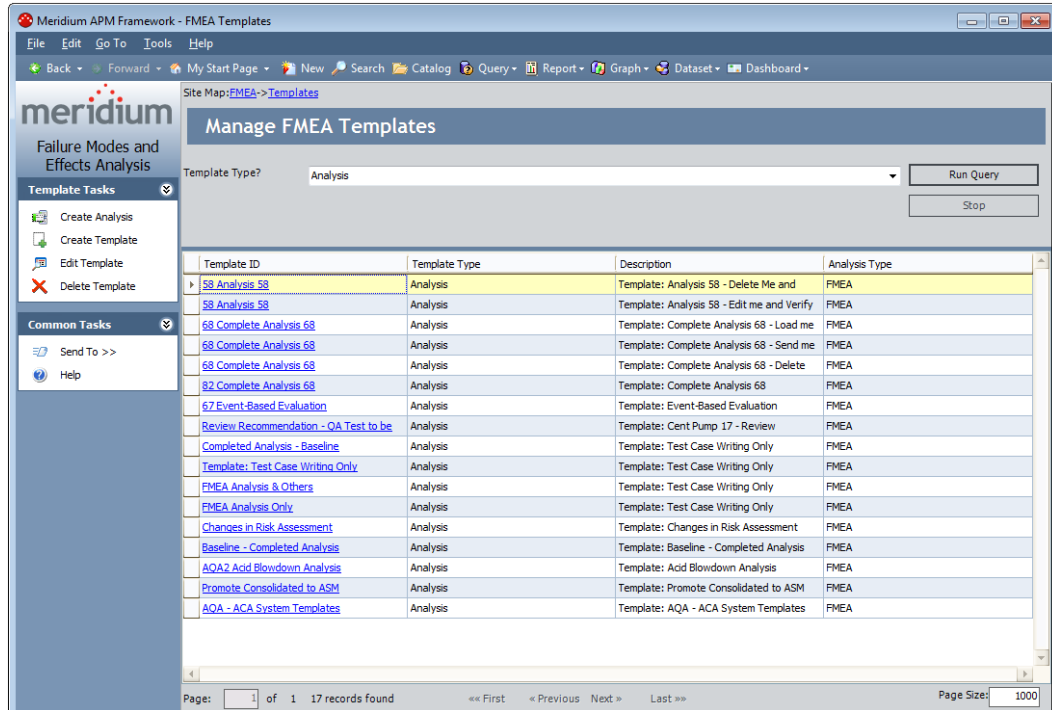 Meridium APM Framework - FMEA Templates
File Edit Go To Tools Help
Back Forward My Start Page New Search Catalog Query Report Graph Dataset Dashboard
meridium
Failure Modes and
Effects Analysis
Template Tasks
Create Analysis
Create Template
Edit Template
Delete Template
Common Tasks
Send To >>
Help
Site Map:FMEA->Templates
Manage FMEA Templates
Template Type? Analysis Run Query
Stop
Template ID Template Type Description Analysis Type
58 Analysis 58 Analysis Template: Analysis 58 - Delete Me and FMEA
58 Analysis 58 Analysis Template: Analysis 58 - Edit me and Verify FMEA
68 Complete Analysis 68 Analysis Template: Complete Analysis 68 - Load me FMEA
68 Complete Analysis 68 Analysis Template: Complete Analysis 68 - Send me FMEA
68 Complete Analysis 68 Analysis Template: Complete Analysis 68 - Delete FMEA
82 Complete Analysis 68 Analysis Template: Complete Analysis 68 FMEA
67 Event-Based Evaluation Analysis Template: Event-Based Evaluation FMEA
Review Recommendation - QA Test to be Analysis Template: Cent Pump 17 - Review FMEA
Completed Analysis - Baseline Analysis Template: Test Case Writing Only FMEA
Template: Test Case Writing Only Analysis Template: Test Case Writing Only FMEA
FMEA Analysis & Others Analysis Template: Test Case Writing Only FMEA
FMEA Analysis Only Analysis Template: Test Case Writing Only FMEA
Changes in Risk Assessment Analysis Template: Changes in Risk Assessment FMEA
Baseline - Completed Analysis Analysis Template: Baseline - Completed Analysis FMEA
AQA2 Acid Blowdown Analysis Analysis Template: Acid Blowdown Analysis FMEA
Promote Consolidated to ASM Analysis Template: Promote Consolidated to ASM FMEA
AQA - ACA System Templates Analysis Template: AQA - ACA System Templates FMEA
Page: 1 of 1 17 records found «« First « Previous Next » Last »» Page Size: 1000